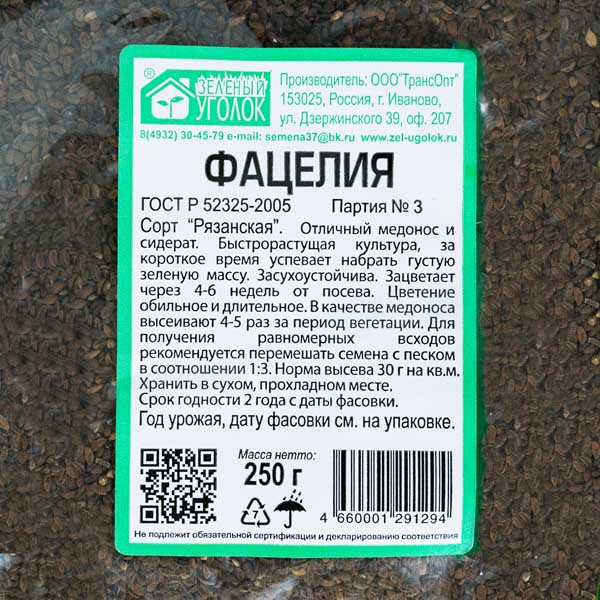 ®
ЗЕЛЕНЫЙ
УГОЛОК
Производитель: ООО"ТрансОпт"
153025, Россия, г. Иваново,
ул. Дзержинского 39, оф. 207
8(4932) 30-45-79 e-mail: semena37@bk.ru www.zel-ugolok.ru
ФАЦЕЛИЯ
ГОСТ Р 52325-2005 Партия № 3
Сорт "Рязанская". Отличный медонос и
сидерат. Быстрорастущая культура, за
короткое время успевает набрать густую
зеленую массу. Засухоустойчива. Зацветает
через 4-6 недель от посева. Цветение
обильное и длительное. В качестве медоноса
высеивают 4-5 раз за период вегетации. Для
получения равномерных всходов
рекомендуется перемешать семена с песком
в соотношении 1:3. Норма высева 30 г на кв.м.
Хранить в сухом, прохладном месте.
Срок годности 2 года с даты фасовки.
Год урожая, дату фасовки см. на упаковке.
Масса нетто:
250 г
7
4 660001 291294
Не подлежит обязательной сертификации и декларированию соответствия